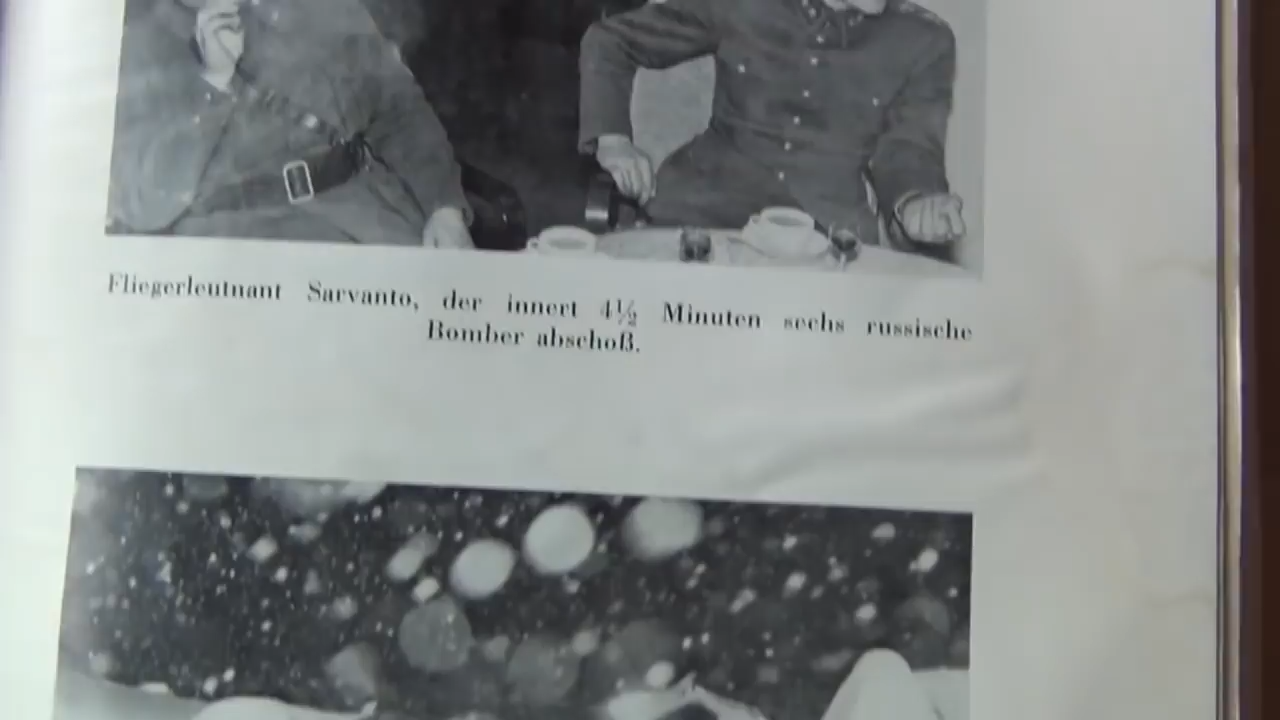 Fliegerleutnant Sarvanto, der innert 4½ Minuten sechs russische
Bomber abschoß.